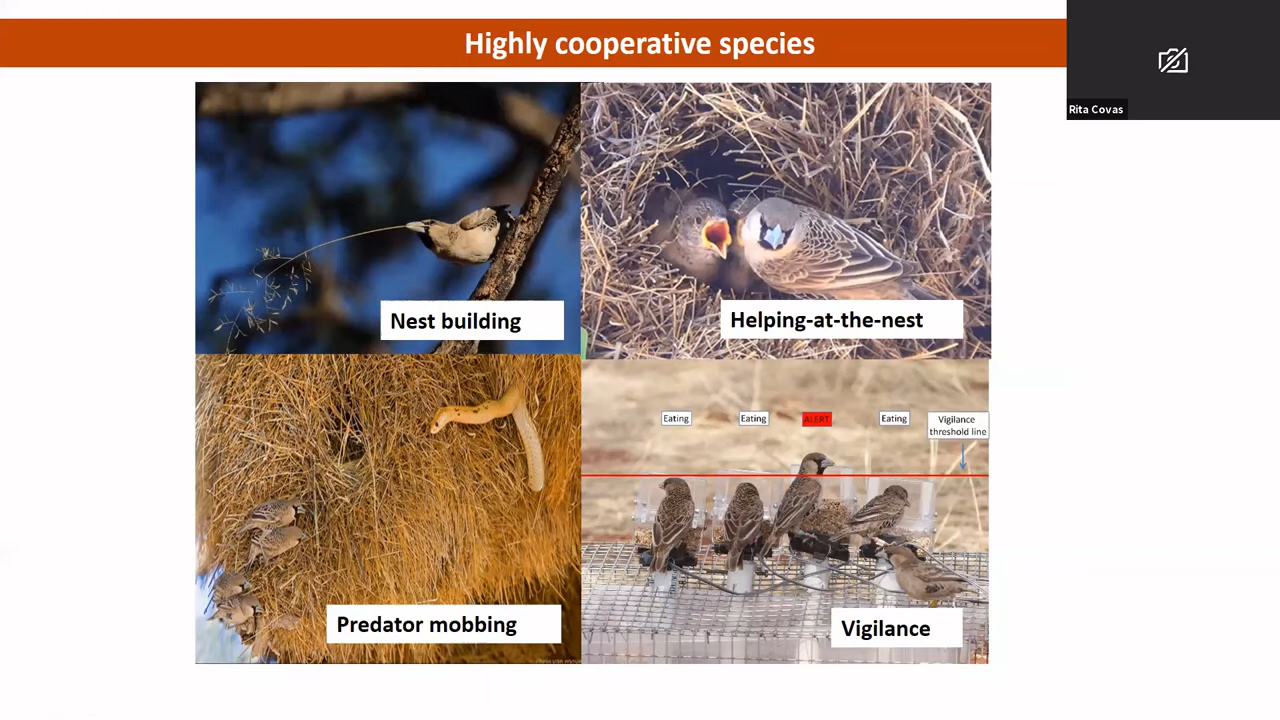 Highly cooperative species
Rita Covas
Nest building
Helping-at-the-nest
Eating
Eating
ALERT
Eating
Vigilance
threshold line
Predator mobbing
Vigilance